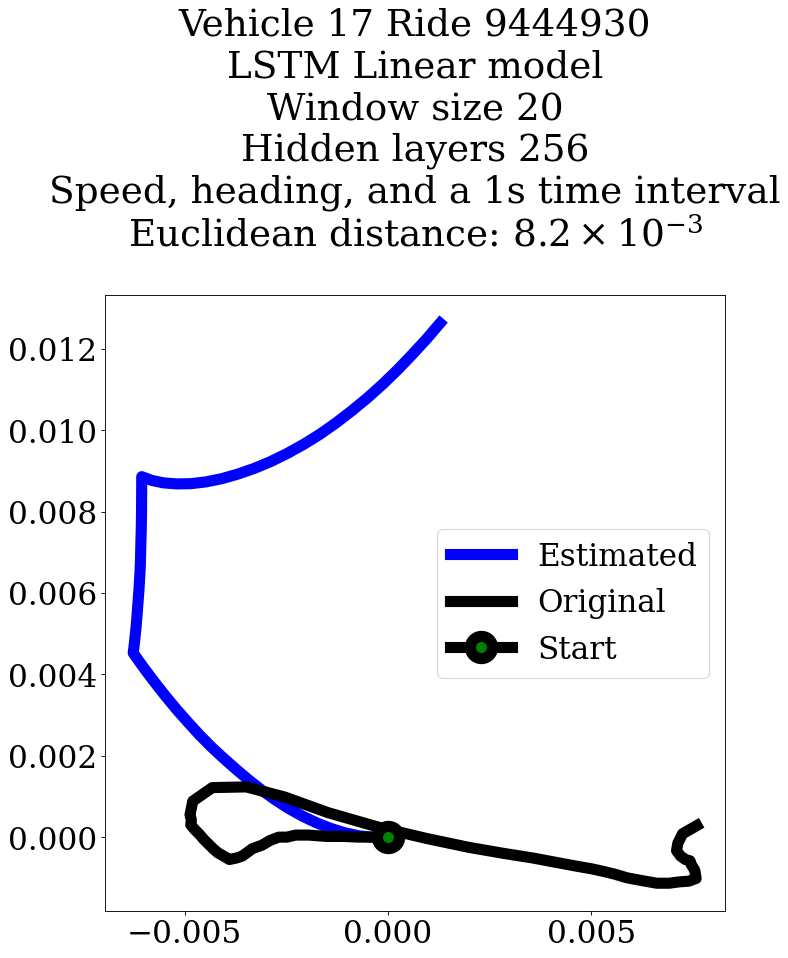 Vehicle 17 Ride 9444930
LSTM Linear model
Window size 20
Hidden layers 256
Speed, heading, and a 1s time interval
Euclidean distance: 8.2 × 10⁻³
0.012
0.010
0.008
0.006
0.004
0.002
0.000
Estimated
Original
Start
−0.005
0.000
0.005